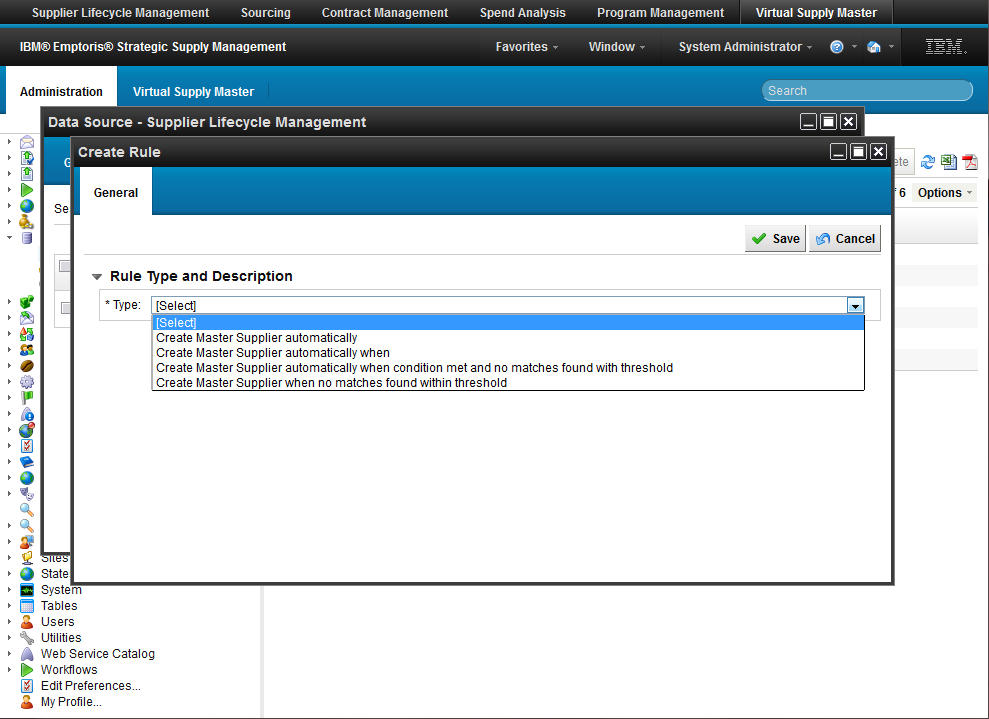 Supplier Lifecycle Management Sourcing Contract Management Spend Analysis Program Management Virtual Supply Master
IBM® Emptoris® Strategic Supply Management Favorites Window System Administrator IBM.
Administration Virtual Supply Master Search
Data Source - Supplier Lifecycle Management
Create Rule
General
6 Options
Save Cancel
Rule Type and Description
* Type: [Select]
[Select]
Create Master Supplier automatically
Create Master Supplier automatically when
Create Master Supplier automatically when condition met and no matches found with threshold
Create Master Supplier when no matches found within threshold
Sites
State
System
Tables
Users
Utilities
Web Service Catalog
Workflows
Edit Preferences...
My Profile...